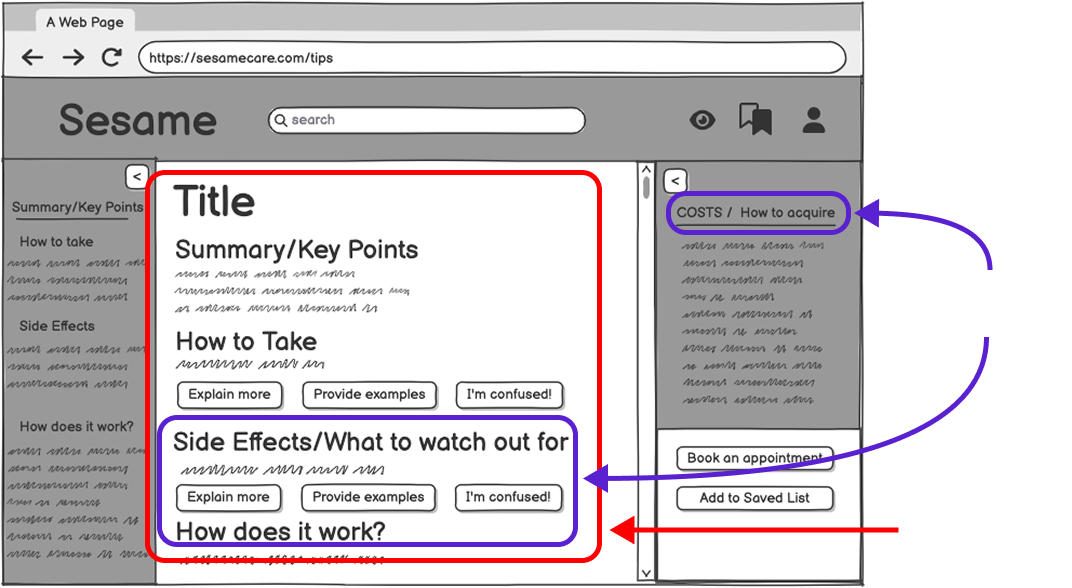 A Web Page
https://sesamecare.com/tips
Sesame
search
<
Summary/Key Points
How to take
Side Effects
How does it work?
Title
Summary/Key Points
How to Take
Explain more
Provide examples
I'm confused!
Side Effects/What to watch out for
Explain more
Provide examples
I'm confused!
How does it work?
<
COSTS / How to acquire
Book an appointment
Add to Saved List